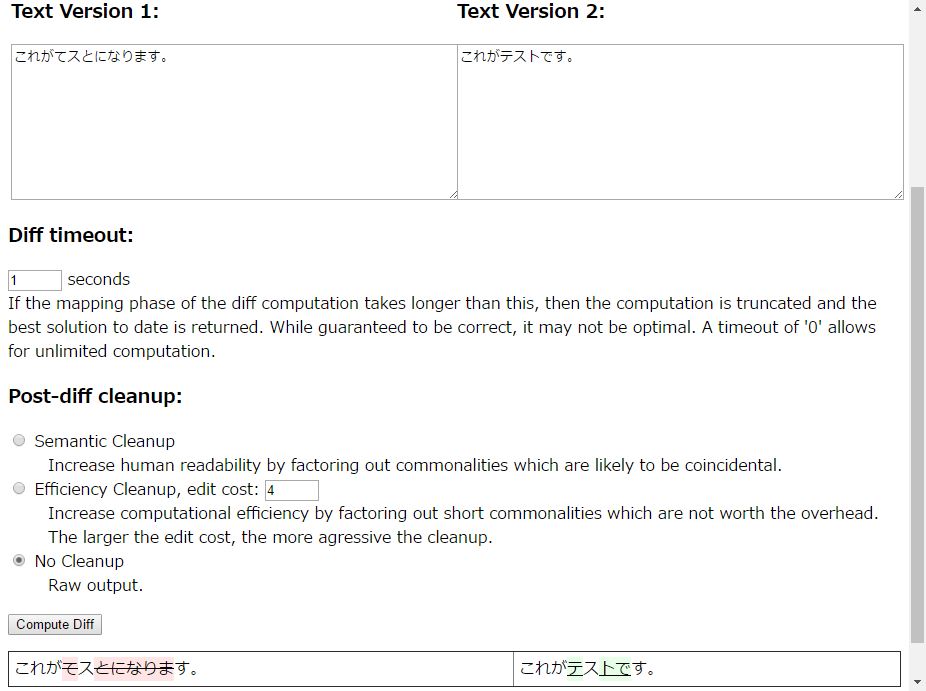 Text Version 1:
Text Version 2:
これがてスとになります。
これがテストです。
Diff timeout:
1 seconds
If the mapping phase of the diff computation takes longer than this, then the computation is truncated and the
best solution to date is returned. While guaranteed to be correct, it may not be optimal. A timeout of '0' allows
for unlimited computation.
Post-diff cleanup:
Semantic Cleanup
Increase human readability by factoring out commonalities which are likely to be coincidental.
Efficiency Cleanup, edit cost: 4
Increase computational efficiency by factoring out short commonalities which are not worth the overhead.
The larger the edit cost, the more agressive the cleanup.
No Cleanup
Raw output.
Compute Diff
これがてスとになります。
これがテストです。